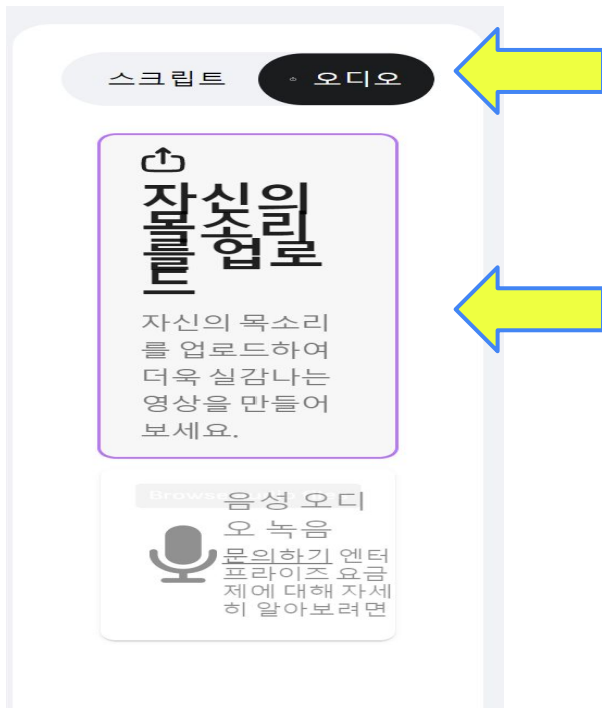 스크립트
오디오
자신의
목소리
를 업로
드
자신의 목소리
를 업로드하여
더욱 실감나는
영상을 만들어
보세요.
음성 오디
오 녹음
문의하기 엔터
프라이즈 요금
제에 대해 자세
히 알아보려면